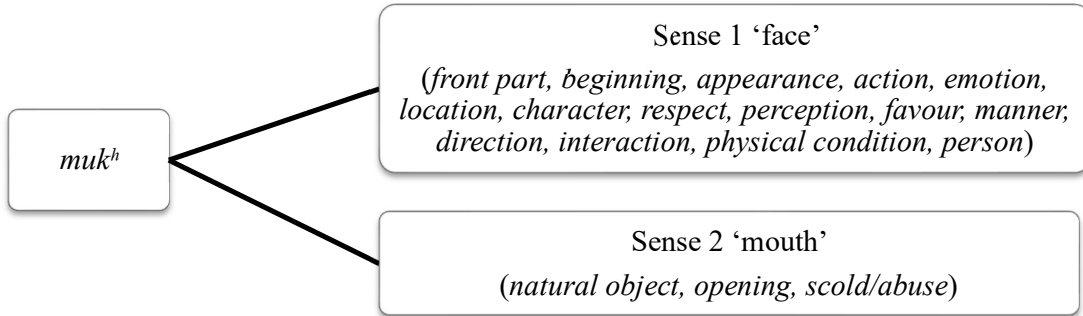 mukʰ
Sense 1 ‘face’
(front part, beginning, appearance, action, emotion,
location, character, respect, perception, favour, manner,
direction, interaction, physical condition, person)
Sense 2 ‘mouth’
(natural object, opening, scold/abuse)